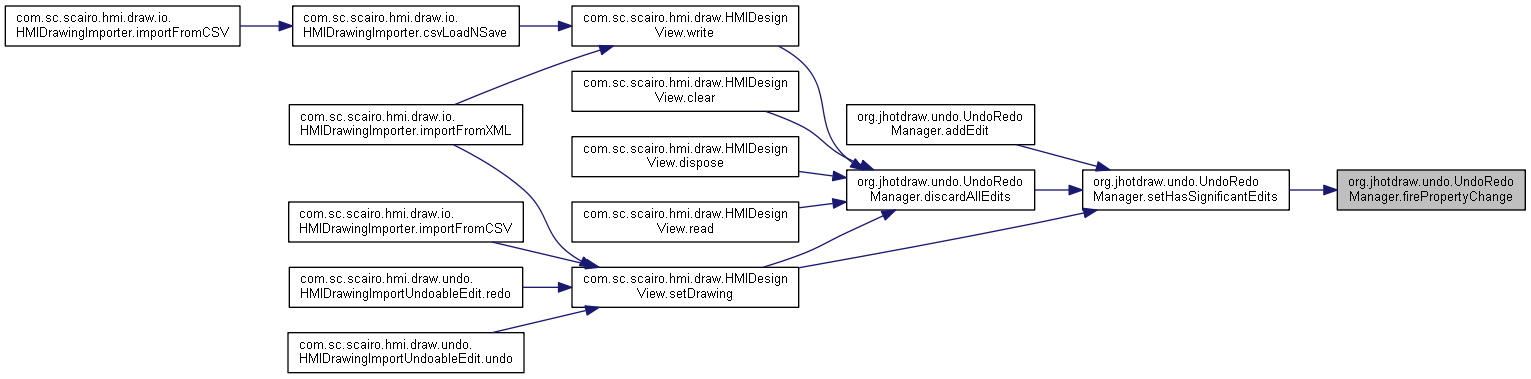 com.sc.scairo.hmi.draw.io.
HMIDrawingImporter.importFromCSV
com.sc.scairo.hmi.draw.io.
HMIDrawingImporter.csvLoadNSave
com.sc.scairo.hmi.draw.HMIDesign
View.write
com.sc.scairo.hmi.draw.HMIDesign
View.clear
com.sc.scairo.hmi.draw.io.
HMIDrawingImporter.importFromXML
org.jhotdraw.undo.UndoRedo
Manager.addEdit
com.sc.scairo.hmi.draw.HMIDesign
View.dispose
org.jhotdraw.undo.UndoRedo
Manager.discardAllEdits
org.jhotdraw.undo.UndoRedo
Manager.setHasSignificantEdits
org.jhotdraw.undo.UndoRedo
Manager.firePropertyChange
com.sc.scairo.hmi.draw.io.
HMIDrawingImporter.importFromCSV
com.sc.scairo.hmi.draw.HMIDesign
View.read
com.sc.scairo.hmi.draw.undo.
HMIDrawingImportUndoableEdit.redo
com.sc.scairo.hmi.draw.HMIDesign
View.setDrawing
com.sc.scairo.hmi.draw.undo.
HMIDrawingImportUndoableEdit.undo